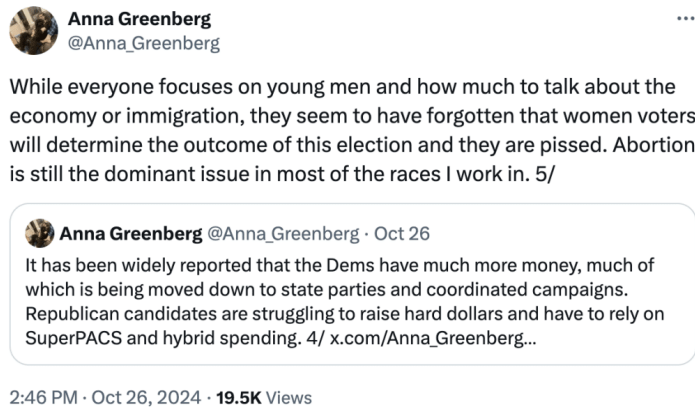 Anna Greenberg
@Anna_Greenberg
While everyone focuses on young men and how much to talk about the
economy or immigration, they seem to have forgotten that women voters
will determine the outcome of this election and they are pissed. Abortion
is still the dominant issue in most of the races I work in. 5/
Anna Greenberg @Anna_Greenberg · Oct 26
It has been widely reported that the Dems have much more money, much of
which is being moved down to state parties and coordinated campaigns.
Republican candidates are struggling to raise hard dollars and have to rely on
SuperPACS and hybrid spending. 4/ x.com/Anna_Greenberg...
2:46 PM · Oct 26, 2024 · 19.5K Views